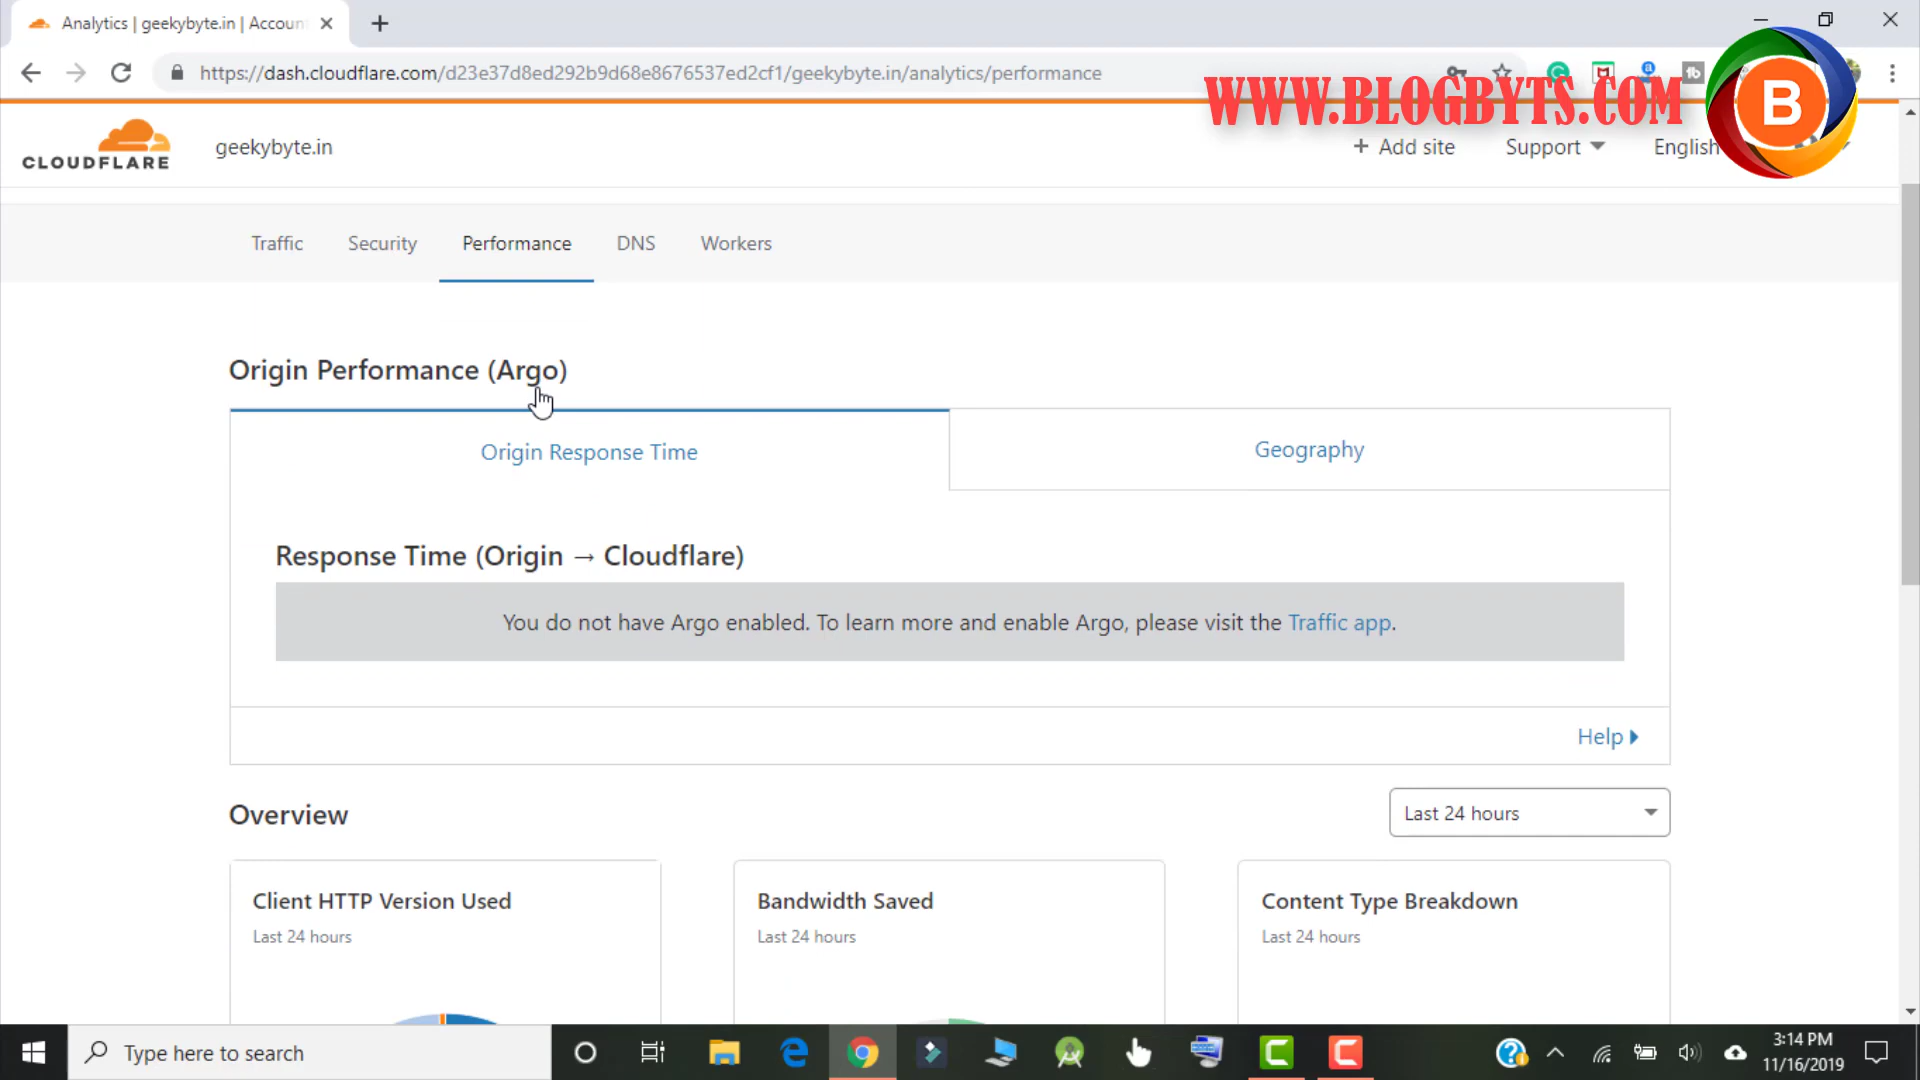 Analytics | geekybyte.in | Accoun
https://dash.cloudflare.com/d23e37d8ed292b9d68e8676537ed2cf1/geekybyte.in/analytics/performance
WWW.BLOGBYTS.COM
B
CLOUDFLARE
geekybyte.in
+ Add site
Support
English
Traffic
Security
Performance
DNS
Workers
Origin Performance (Argo)
Origin Response Time
Geography
Response Time (Origin → Cloudflare)
You do not have Argo enabled. To learn more and enable Argo, please visit the Traffic app.
Help
Overview
Last 24 hours
Client HTTP Version Used
Last 24 hours
Bandwidth Saved
Last 24 hours
Content Type Breakdown
Last 24 hours
Type here to search
3:14 PM
11/16/2019